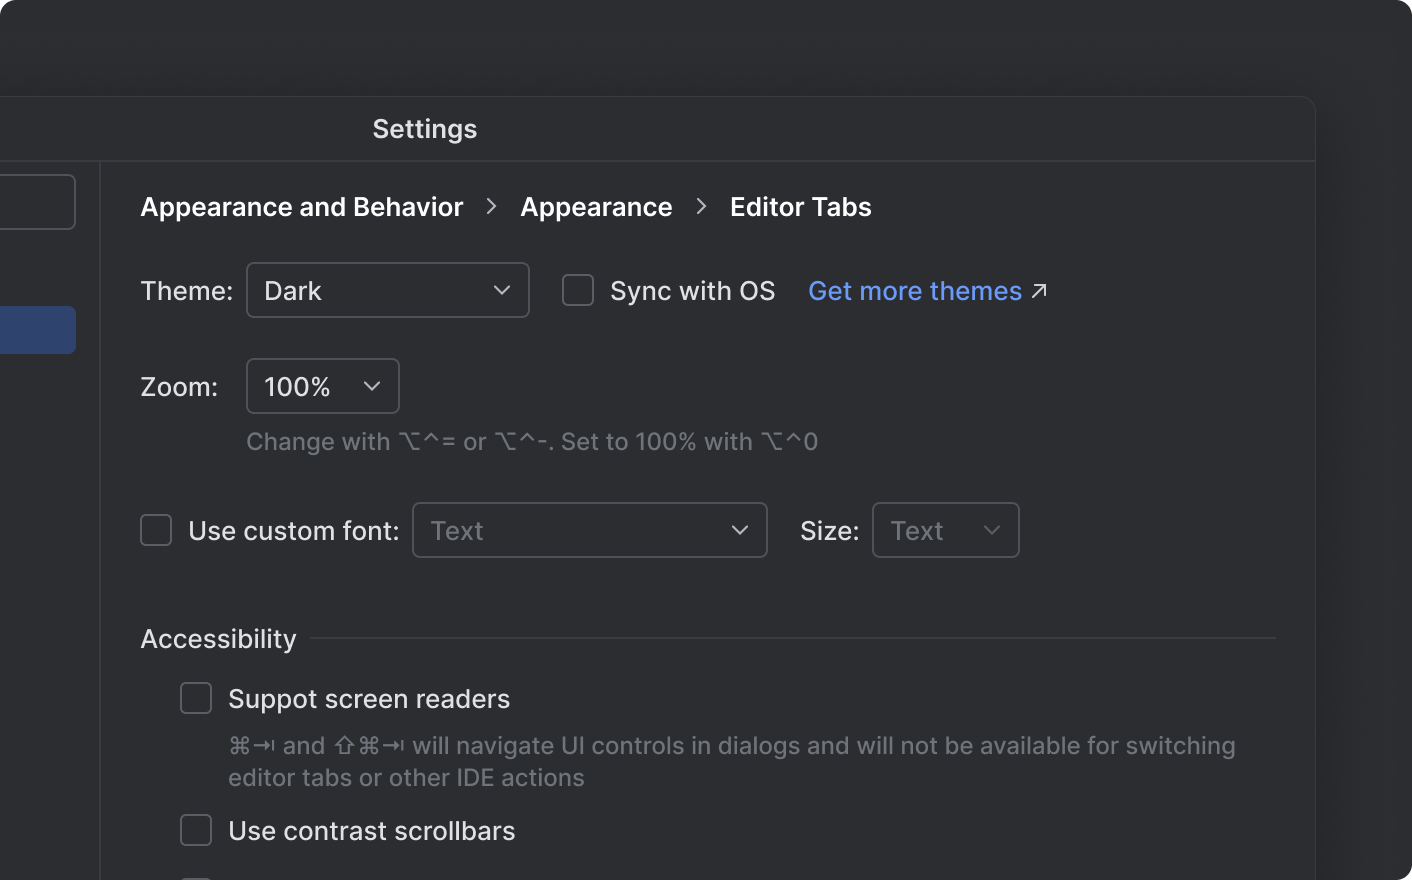 Settings
Appearance and Behavior > Appearance > Editor Tabs
Theme: Dark Sync with OS Get more themes ↗
Zoom: 100%
Change with ⌥^= or ⌥^-. Set to 100% with ⌥^0
Use custom font: Text Size: Text
Accessibility
Suppot screen readers
⌘⇥ and ⇧⌘⇥ will navigate UI controls in dialogs and will not be available for switching
editor tabs or other IDE actions
Use contrast scrollbars